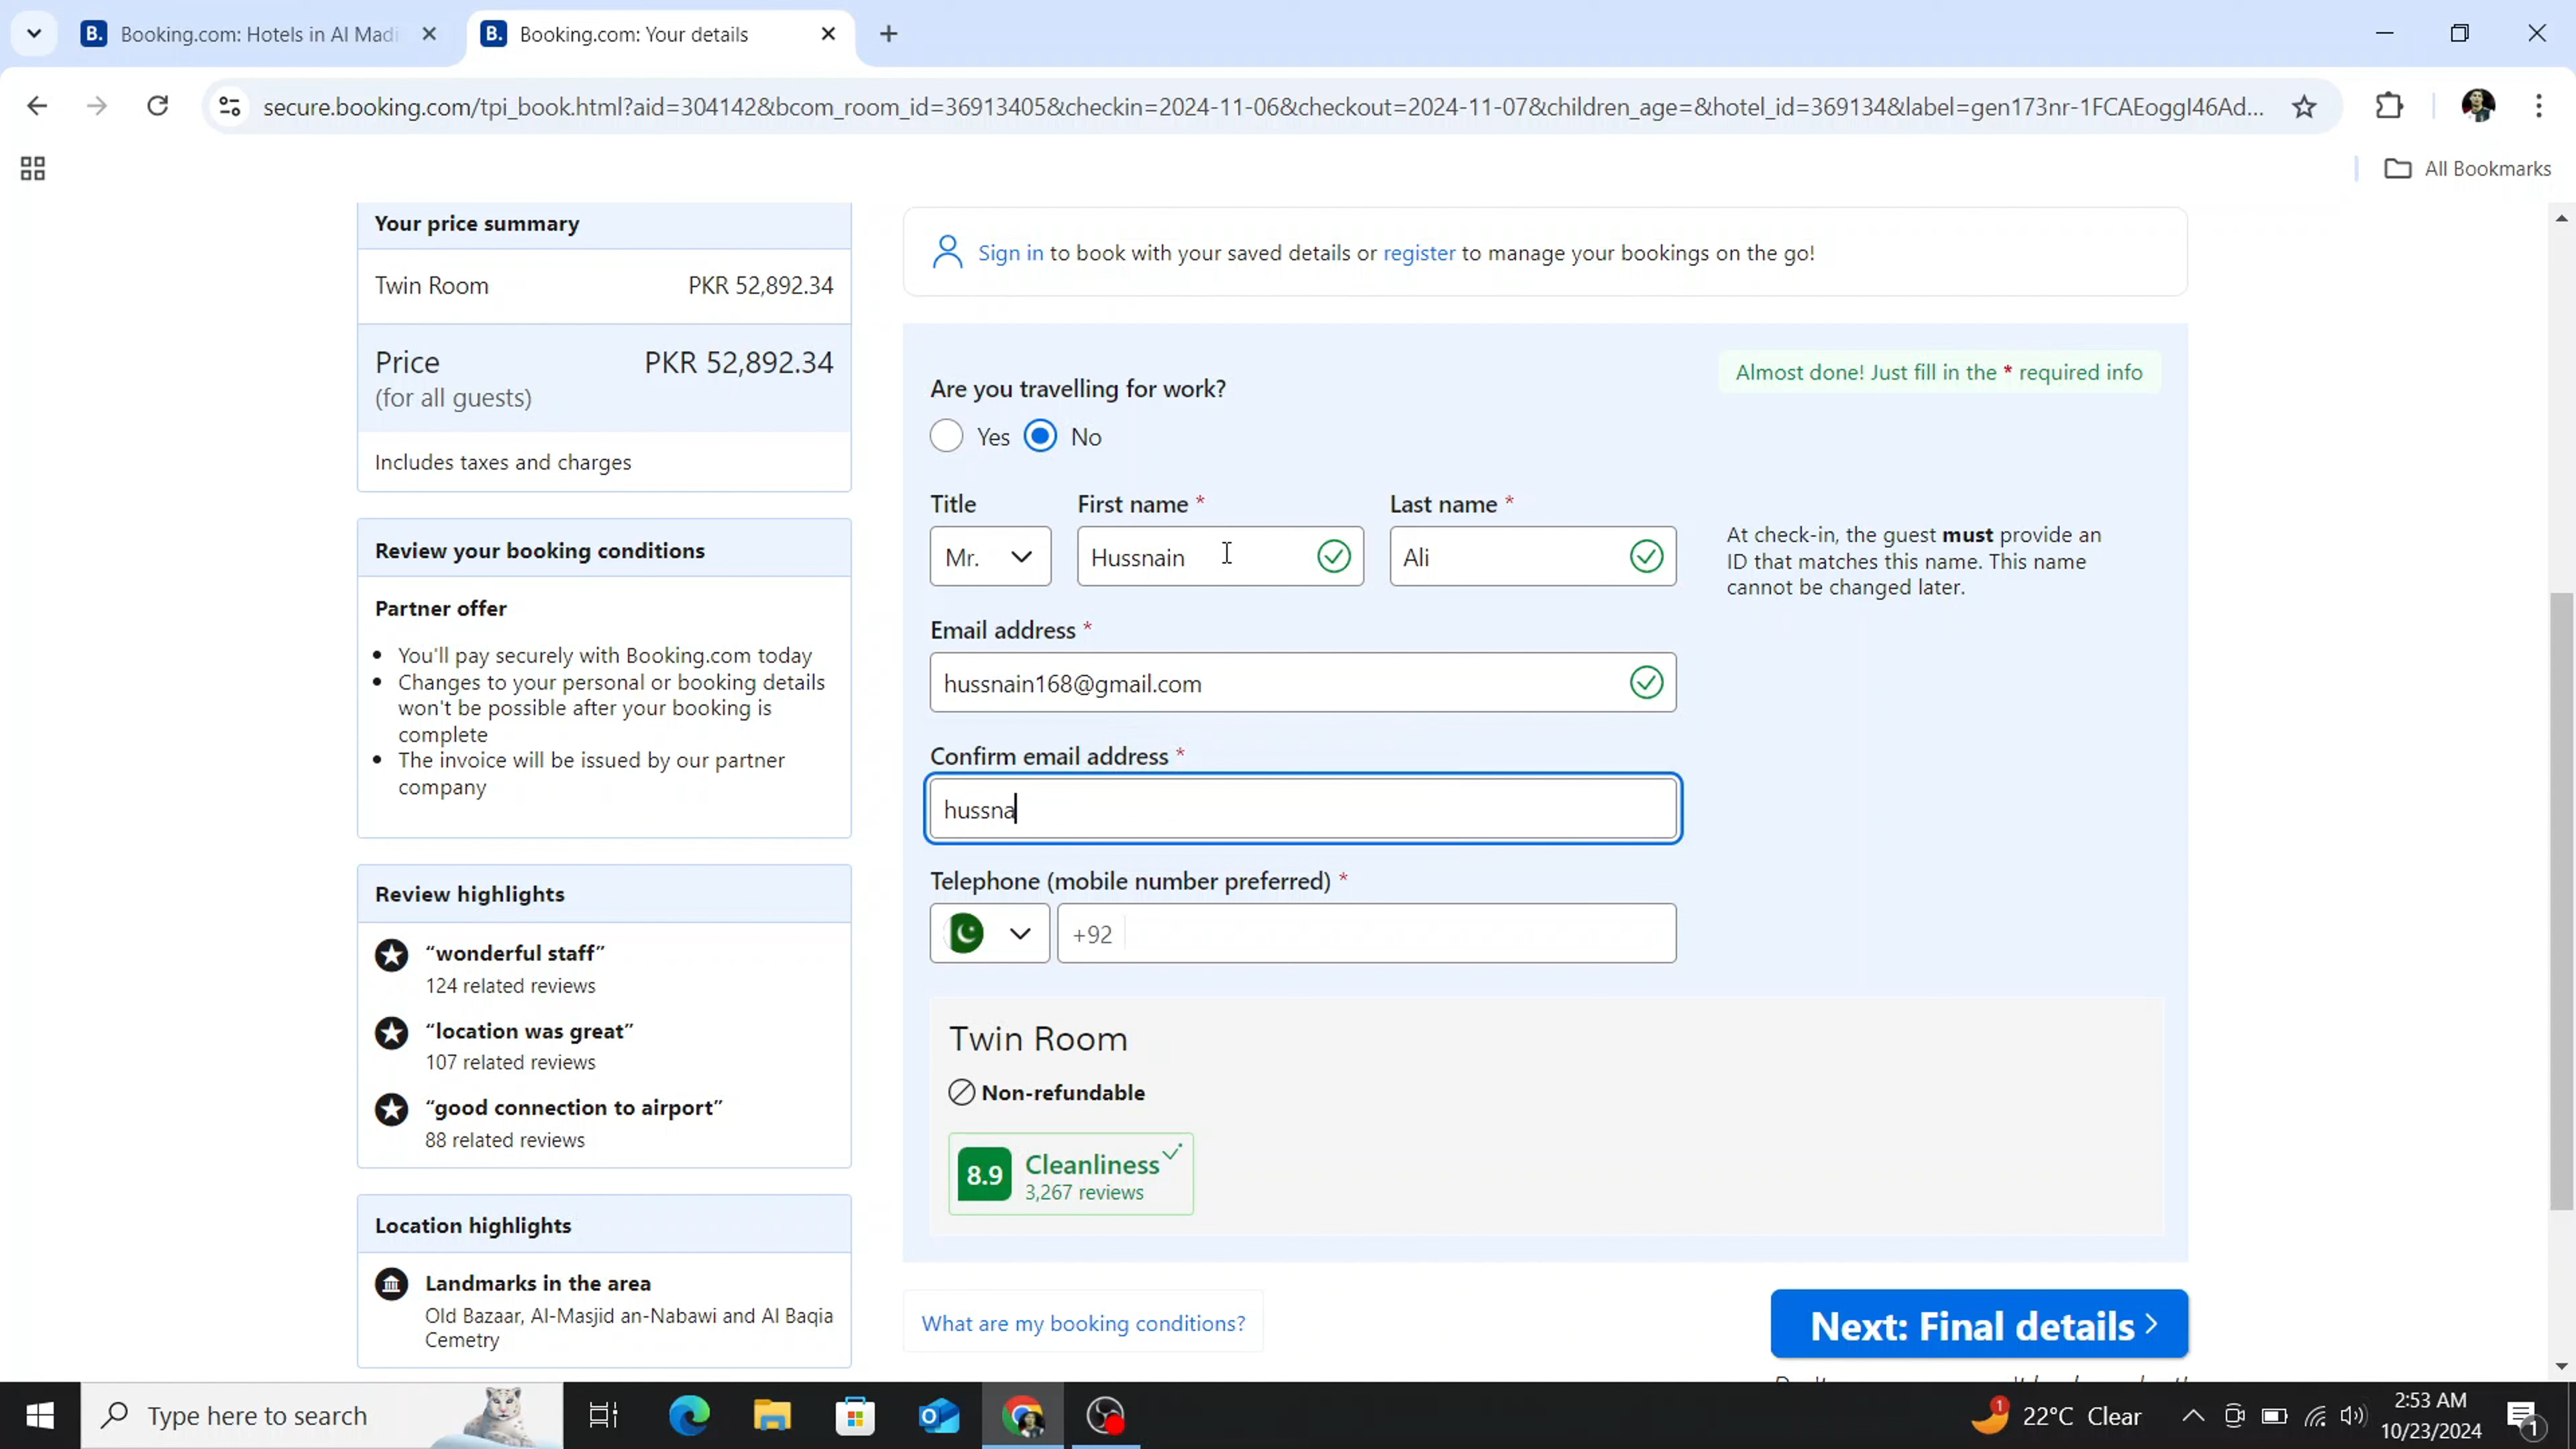 B. Booking.com: Hotels in Al Madi
B. Booking.com: Your details
secure.booking.com/tpi_book.html?aid=304142&bcom_room_id=36913405&checkin=2024-11-06&checkout=2024-11-07&children_age=&hotel_id=369134&label=gen173nr-1FCAEoggI46Ad...
All Bookmarks
Your price summary
Twin Room PKR 52,892.34
Price PKR 52,892.34
(for all guests)
Includes taxes and charges
Review your booking conditions
Partner offer
• You'll pay securely with Booking.com today
• Changes to your personal or booking details
won't be possible after your booking is
complete
• The invoice will be issued by our partner
company
Review highlights
“wonderful staff”
124 related reviews
“location was great”
107 related reviews
“good connection to airport”
88 related reviews
Location highlights
Landmarks in the area
Old Bazaar, Al-Masjid an-Nabawi and Al Baqia
Cemetry
Sign in to book with your saved details or register to manage your bookings on the go!
Almost done! Just fill in the * required info
Are you travelling for work?
Yes No
Title First name * Last name *
Mr. Hussnain Ali
At check-in, the guest must provide an
ID that matches this name. This name
cannot be changed later.
Email address *
hussnain168@gmail.com
Confirm email address *
hussna
Telephone (mobile number preferred) *
+92
Twin Room
Non-refundable
8.9 Cleanliness
3,267 reviews
What are my booking conditions?
Next: Final details
Type here to search
1
22°C Clear
2:53 AM
10/23/2024
1